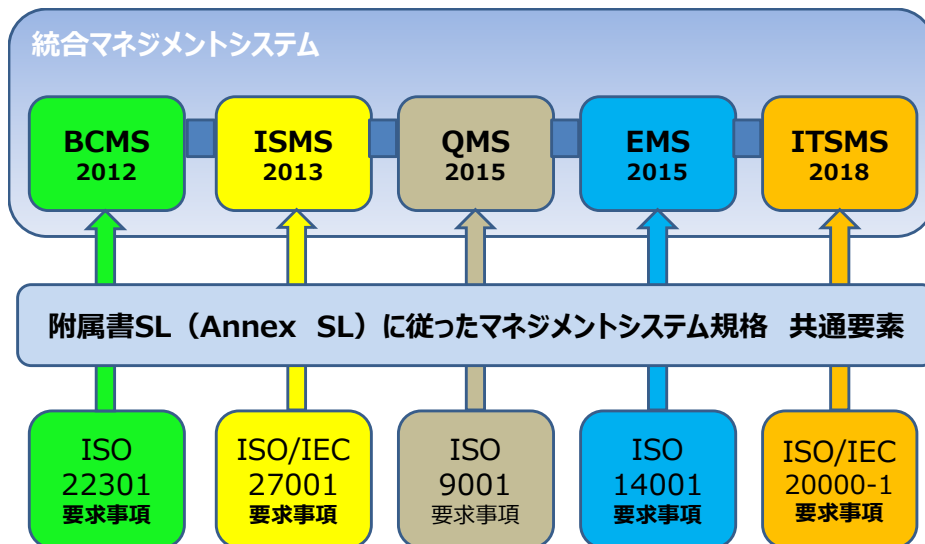 統合マネジメントシステム
BCMS
2012
ISMS
2013
QMS
2015
EMS
2015
ITSMS
2018
附属書SL（Annex SL）に従ったマネジメントシステム規格 共通要素
ISO
22301
要求事項
ISO/IEC
27001
要求事項
ISO
9001
要求事項
ISO
14001
要求事項
ISO/IEC
20000-1
要求事項